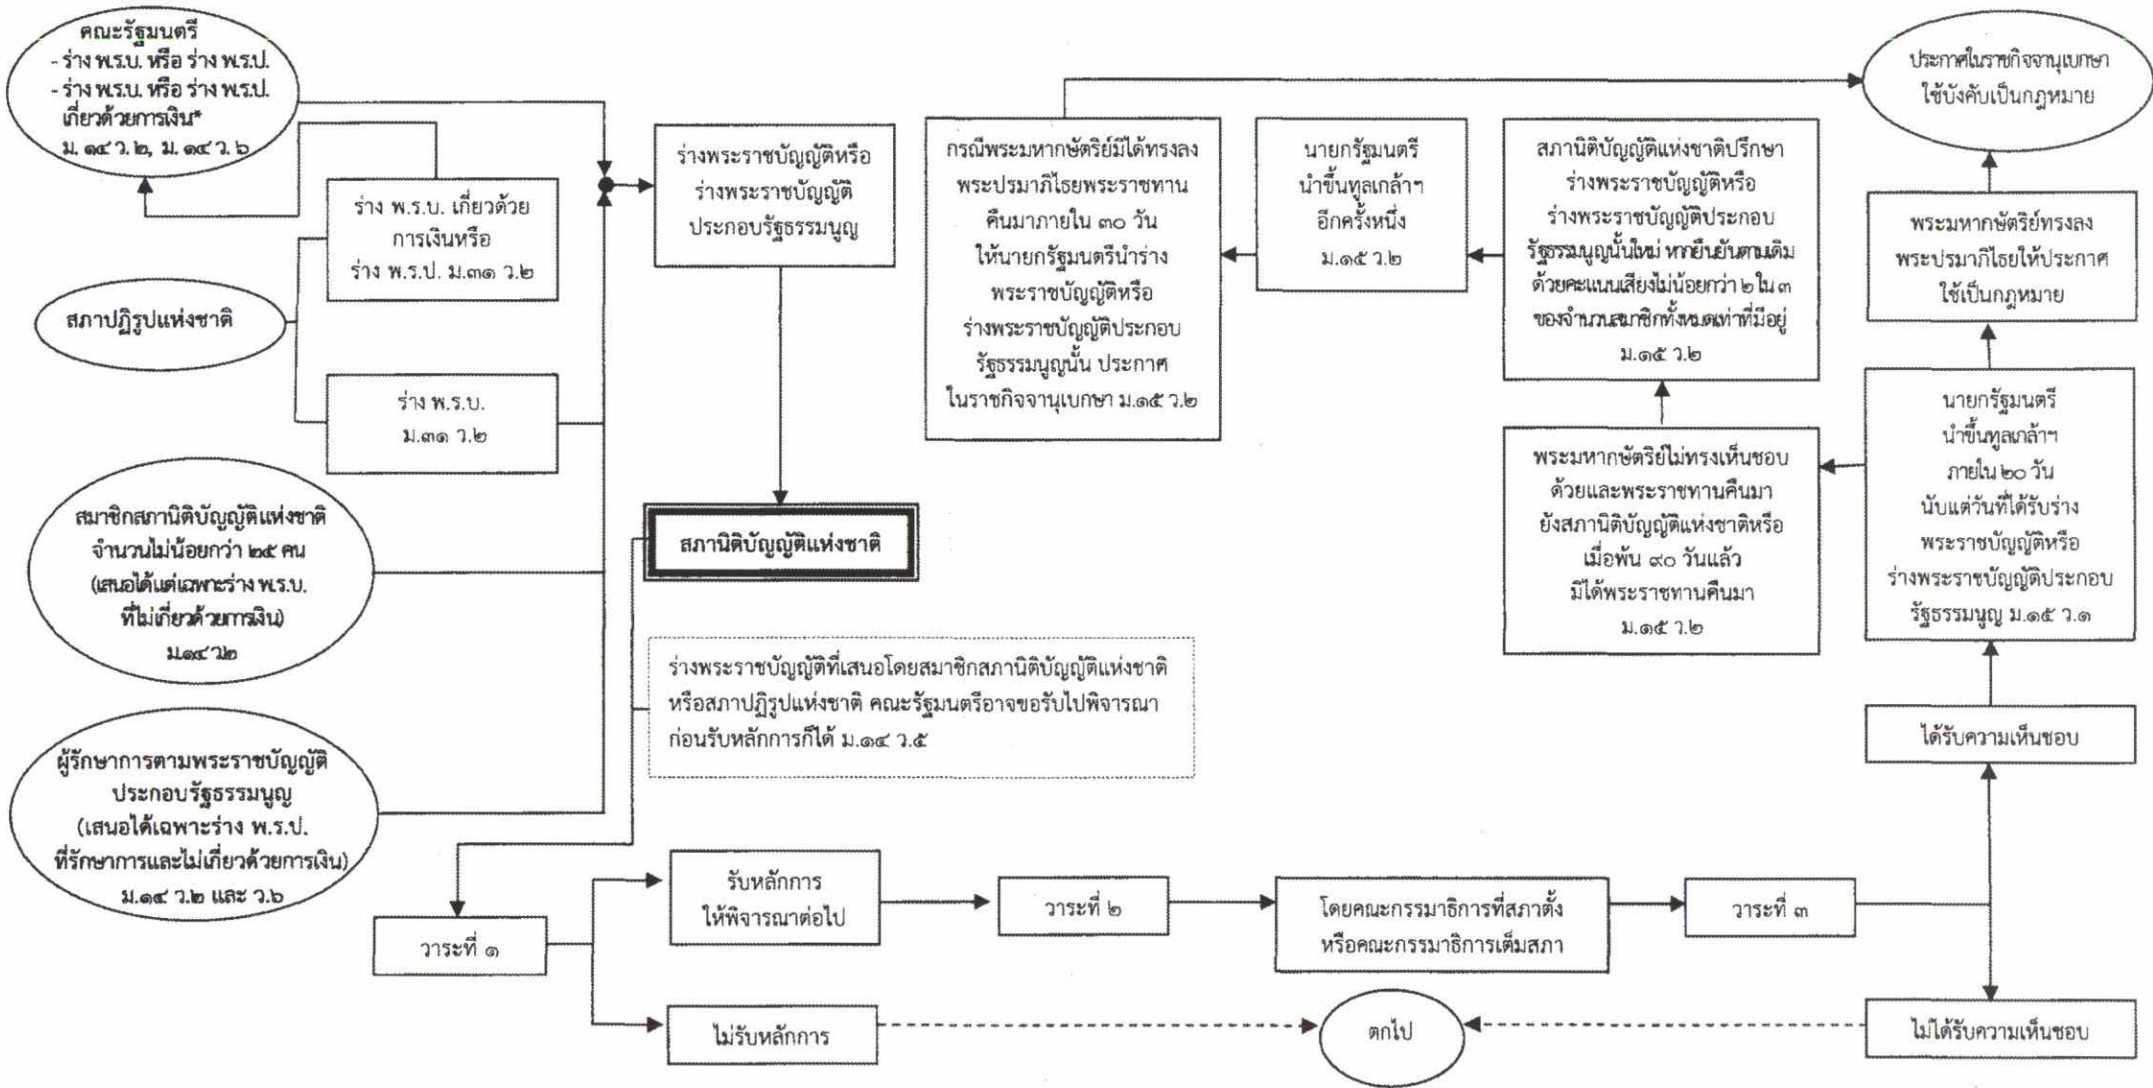 คณะรัฐมนตรี
- ร่าง พ.ร.บ. หรือ ร่าง พ.ร.ป.
- ร่าง พ.ร.บ. หรือ ร่าง พ.ร.ป.
เกี่ยวด้วยการเงิน*
ม. ๑๔ ว. ๒, ม. ๑๔ ว. ๖
ร่าง พ.ร.บ. เกี่ยวด้วย
การเงินหรือ
ร่าง พ.ร.ป. ม.๓๑ ว.๒
สภาปฏิรูปแห่งชาติ
ร่าง พ.ร.บ.
ม.๓๑ ว.๒
สมาชิกสภานิติบัญญัติแห่งชาติ
จำนวนไม่น้อยกว่า ๒๕ คน
(เสนอได้แต่เฉพาะร่าง พ.ร.บ.
ที่ไม่เกี่ยวด้วยการเงิน)
ม.๑๔ ว.๒
ผู้รักษาการตามพระราชบัญญัติ
ประกอบรัฐธรรมนูญ
(เสนอได้เฉพาะร่าง พ.ร.ป.
ที่รักษาการและไม่เกี่ยวด้วยการเงิน)
ม.๑๔ ว.๒ และ ว.๖
ร่างพระราชบัญญัติหรือ
ร่างพระราชบัญญัติ
ประกอบรัฐธรรมนูญ
สภานิติบัญญัติแห่งชาติ
ร่างพระราชบัญญัติที่เสนอโดยสมาชิกสภานิติบัญญัติแห่งชาติ
หรือสภาปฏิรูปแห่งชาติ คณะรัฐมนตรีอาจขอรับไปพิจารณา
ก่อนรับหลักการก็ได้ ม.๑๔ ว.๕
วาระที่ ๑
รับหลักการ
ให้พิจารณาต่อไป
ไม่รับหลักการ
วาระที่ ๒
โดยคณะกรรมาธิการที่สภาตั้ง
หรือคณะกรรมาธิการเต็มสภา
วาระที่ ๓
ตกไป
ไม่ได้รับความเห็นชอบ
ได้รับความเห็นชอบ
นายกรัฐมนตรี
นำขึ้นทูลเกล้าฯ
ภายใน ๒๐ วัน
นับแต่วันที่ได้รับร่าง
พระราชบัญญัติหรือ
ร่างพระราชบัญญัติประกอบ
รัฐธรรมนูญ ม.๑๕ ว.๑
พระมหากษัตริย์ทรงลง
พระปรมาภิไธยให้ประกาศ
ใช้เป็นกฎหมาย
ประกาศในราชกิจจานุเบกษา
ใช้บังคับเป็นกฎหมาย
พระมหากษัตริย์ไม่ทรงเห็นชอบ
ด้วยและพระราชทานคืนมา
ยังสภานิติบัญญัติแห่งชาติหรือ
เมื่อพ้น ๙๐ วันแล้ว
มิได้พระราชทานคืนมา
ม.๑๕ ว.๒
สภานิติบัญญัติแห่งชาติปรึกษา
ร่างพระราชบัญญัติหรือ
ร่างพระราชบัญญัติประกอบ
รัฐธรรมนูญนั้นใหม่ หากยืนยันตามเดิม
ด้วยคะแนนเสียงไม่น้อยกว่า ๒ ใน ๓
ของจำนวนสมาชิกทั้งหมดเท่าที่มีอยู่
ม.๑๕ ว.๒
นายกรัฐมนตรี
นำขึ้นทูลเกล้าฯ
อีกครั้งหนึ่ง
ม.๑๕ ว.๒
กรณีพระมหากษัตริย์มิได้ทรงลง
พระปรมาภิไธยพระราชทาน
คืนมาภายใน ๓๐ วัน
ให้นายกรัฐมนตรีนำร่าง
พระราชบัญญัติหรือ
ร่างพระราชบัญญัติประกอบ
รัฐธรรมนูญนั้น ประกาศ
ในราชกิจจานุเบกษา ม.๑๕ ว.๒